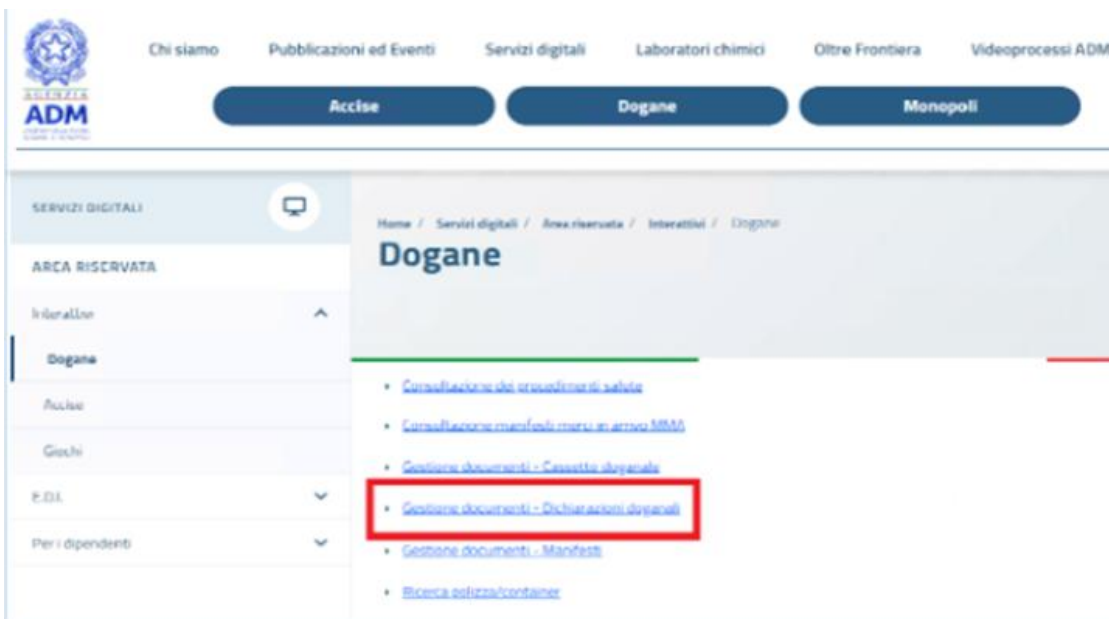 Chi siamo Pubblicazioni ed Eventi Servizi digitali Laboratori chimici Oltre Frontiera Videoprocessi ADM
AGENZIA
ADM
Accise Dogane Monopoli
SERVIZI DIGITALI
Home / Servizi digitali / Area riservata / Interattivi / Dogane
Dogane
AREA RISERVATA
Interattivi
Dogane
Accise
Giochi
E.D.I.
Per i dipendenti
Consultazione dei procedimenti salute
Consultazione manifesti merci in arrivo MMA
Gestione documenti - Cassetto doganale
Gestione documenti - Dichiarazioni doganali
Gestione documenti - Manifesti
Ricerca polizza/container